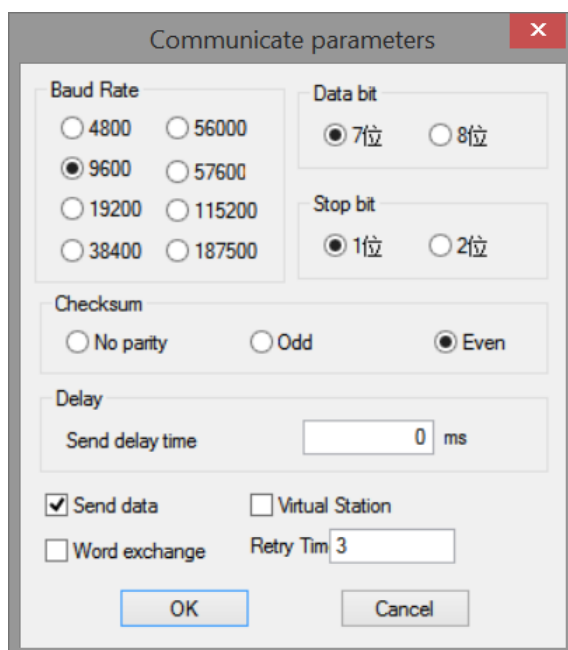 Communicate parameters
Baud Rate
4800 56000
9600 57600
19200 115200
38400 187500
Data bit
7位 8位
Stop bit
1位 2位
Checksum
No parity Odd Even
Delay
Send delay time 0 ms
Send data Virtual Station
Word exchange Retry Tim 3
OK Cancel